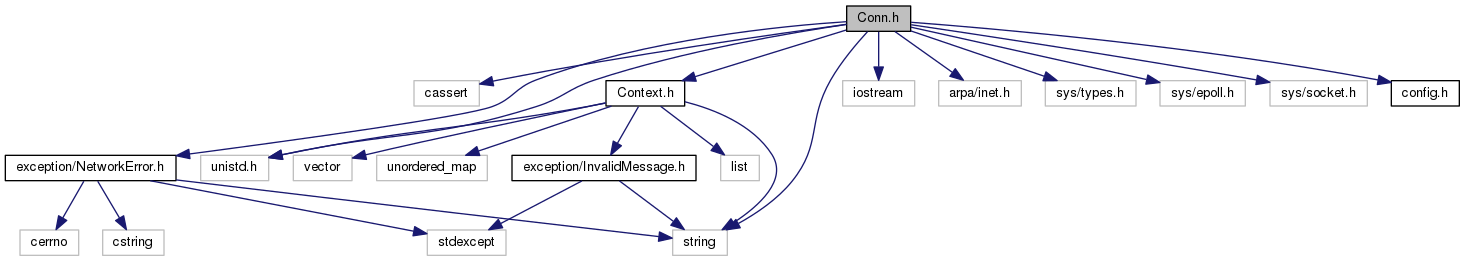 Conn.h
cassert
Context.h
iostream
arpa/inet.h
sys/types.h
sys/epoll.h
sys/socket.h
config.h
exception/NetworkError.h
unistd.h
vector
unordered_map
exception/InvalidMessage.h
list
cerrno
cstring
stdexcept
string